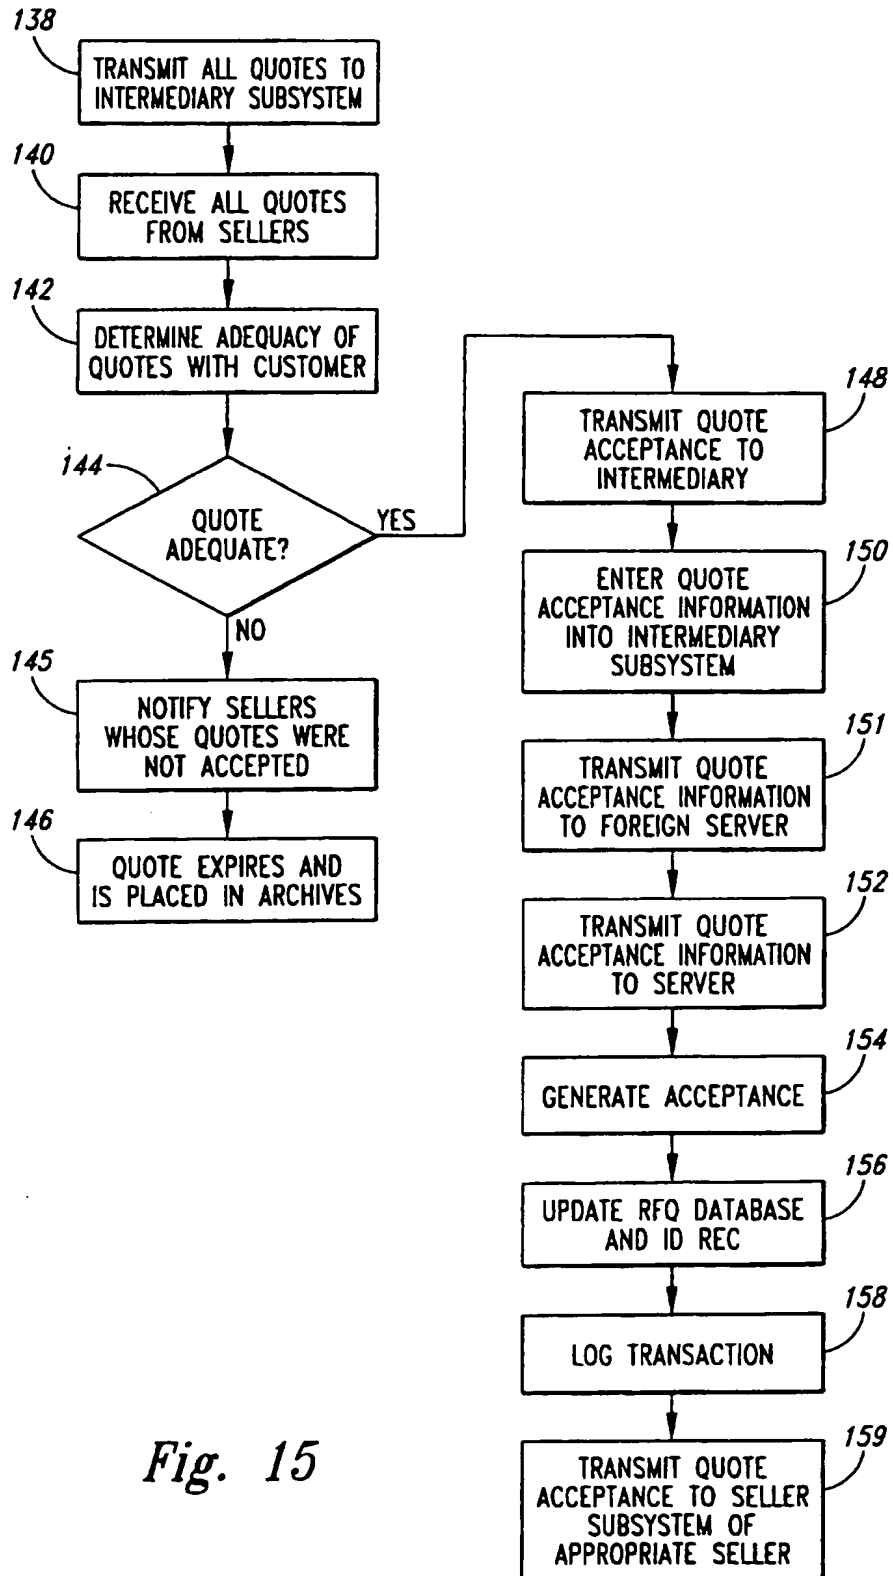 138
TRANSMIT ALL QUOTES TO
INTERMEDIARY SUBSYSTEM
140
RECEIVE ALL QUOTES
FROM SELLERS
142
DETERMINE ADEQUACY OF
QUOTES WITH CUSTOMER
144
QUOTE
ADEQUATE?
YES
NO
145
NOTIFY SELLERS
WHOSE QUOTES WERE
NOT ACCEPTED
146
QUOTE EXPIRES AND
IS PLACED IN ARCHIVES
148
TRANSMIT QUOTE
ACCEPTANCE TO
INTERMEDIARY
150
ENTER QUOTE
ACCEPTANCE INFORMATION
INTO INTERMEDIARY
SUBSYSTEM
151
TRANSMIT QUOTE
ACCEPTANCE INFORMATION
TO FOREIGN SERVER
152
TRANSMIT QUOTE
ACCEPTANCE INFORMATION
TO SERVER
154
GENERATE ACCEPTANCE
156
UPDATE RFQ DATABASE
AND ID REC
158
LOG TRANSACTION
159
TRANSMIT QUOTE
ACCEPTANCE TO SELLER
SUBSYSTEM OF
APPROPRIATE SELLER
Fig. 15